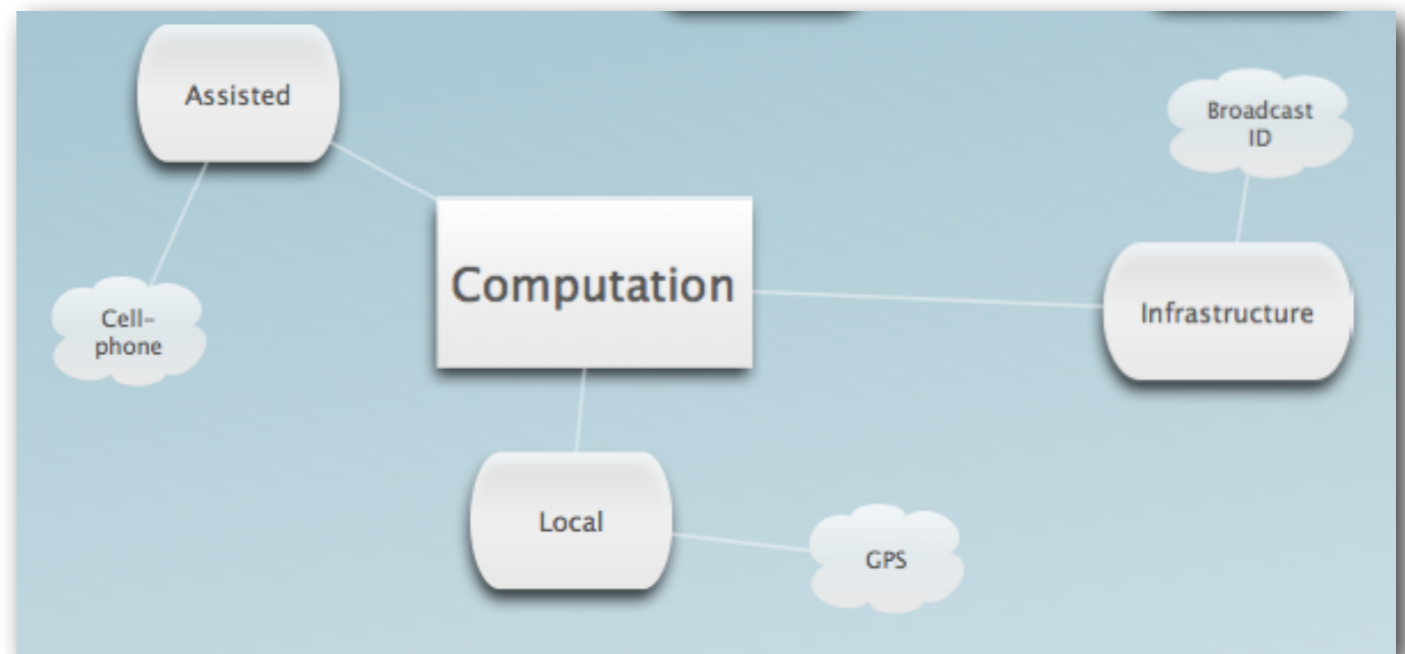 Assisted
Broadcast
ID
Computation
Infrastructure
Cell-
phone
Local
GPS